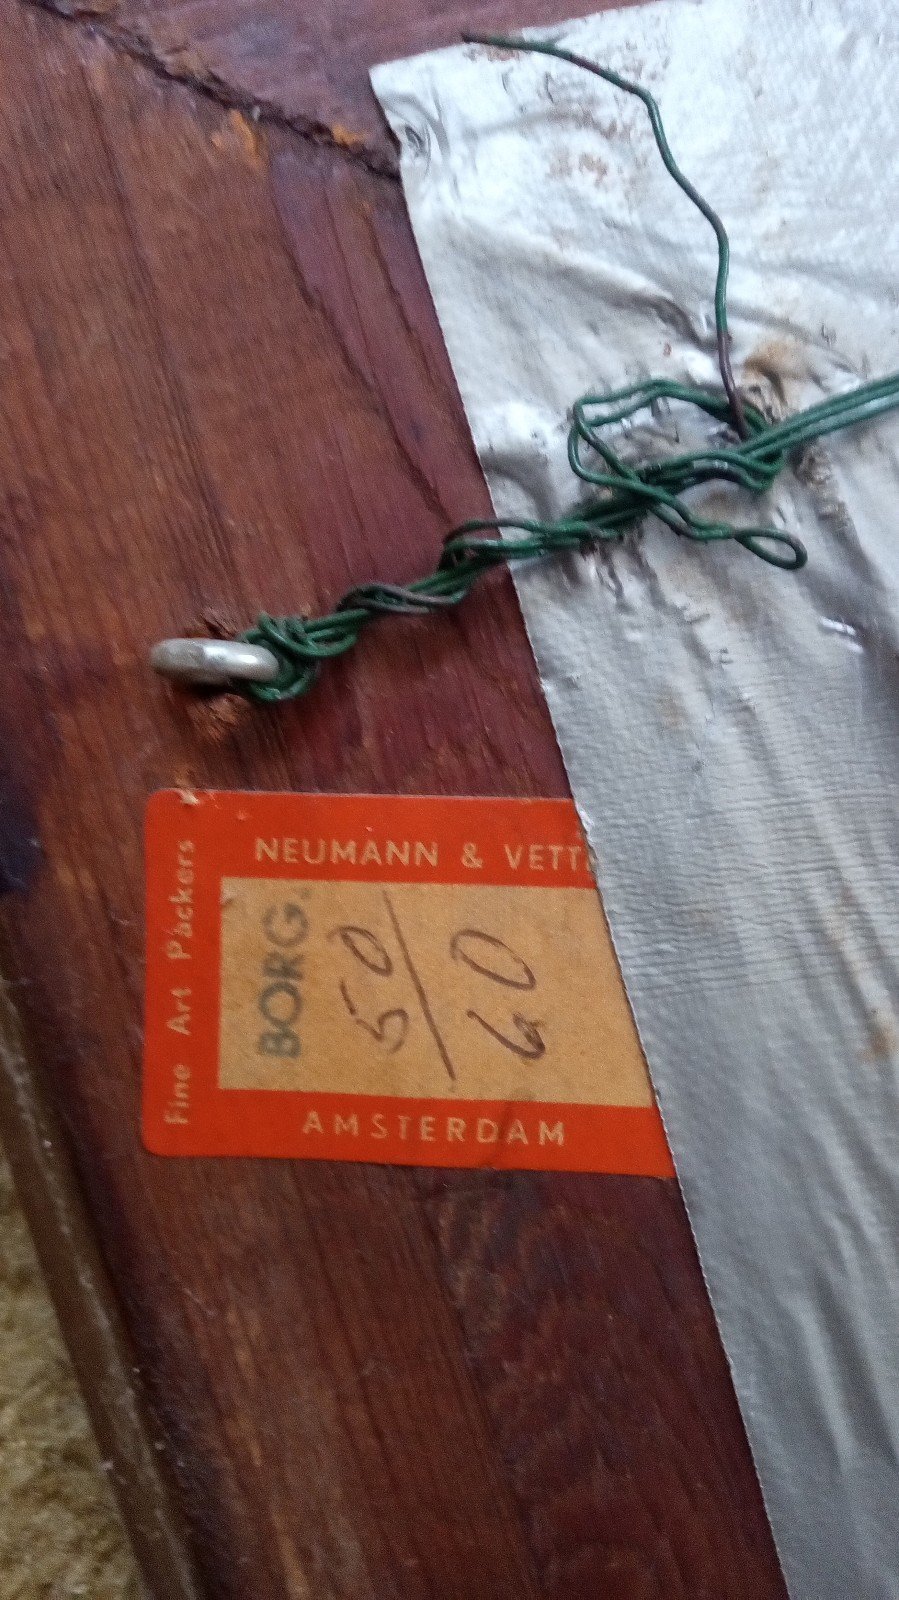 NEUMANN & VETT
Fine Art Packers
BORG.
50/60
AMSTERDAM